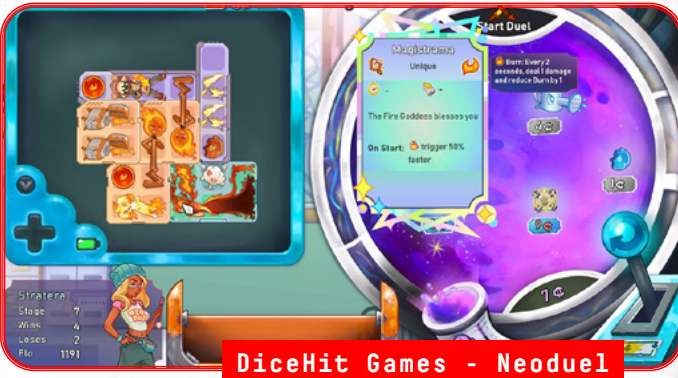 Start Duel
Magistrama
Unique
Burn: Every 2
seconds, deal 1 damage
and reduce Burn by 1
The Fire Goddess blesses you
On Start: trigger 50%
faster
1¢
1¢
Stratera
Stage 7
Wins 4
Loses 2
Elo 1191
DiceHit Games - Neoduel